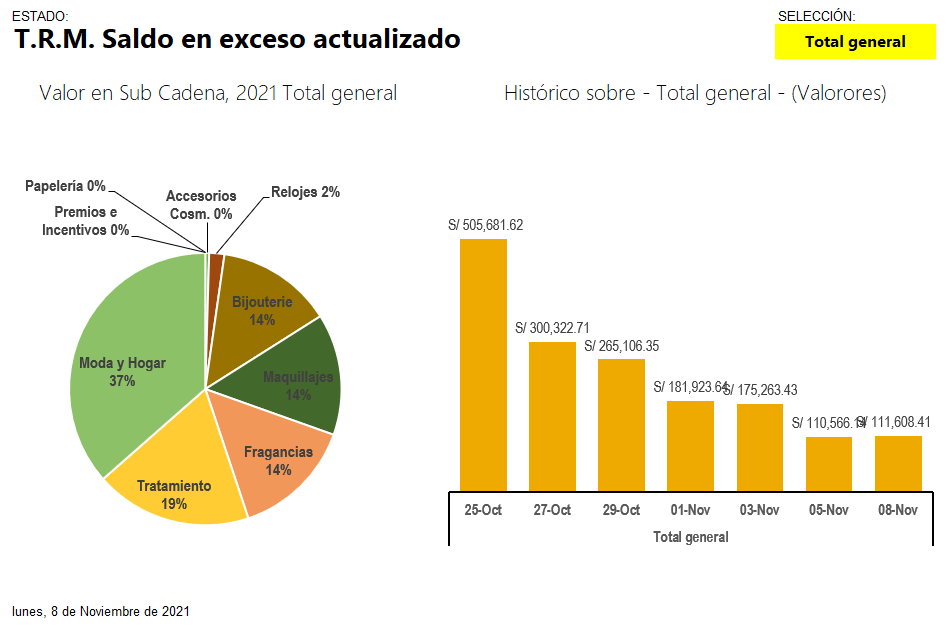 ESTADO:
T.R.M. Saldo en exceso actualizado
SELECCIÓN:
Total general
Valor en Sub Cadena, 2021 Total general
Papelería 0%
Premios e
Incentivos 0%
Accesorios
Cosm. 0%
Relojes 2%
Bijouterie
14%
Maquillajes
14%
Fragancias
14%
Tratamiento
19%
Moda y Hogar
37%
Histórico sobre - Total general - (Valorores)
S/ 505,681.62
S/ 300,322.71
S/ 265,106.35
S/ 181,923.64
S/ 175,263.43
S/ 110,566.14
S/ 111,608.41
25-Oct 27-Oct 29-Oct 01-Nov 03-Nov 05-Nov 08-Nov
Total general
lunes, 8 de Noviembre de 2021